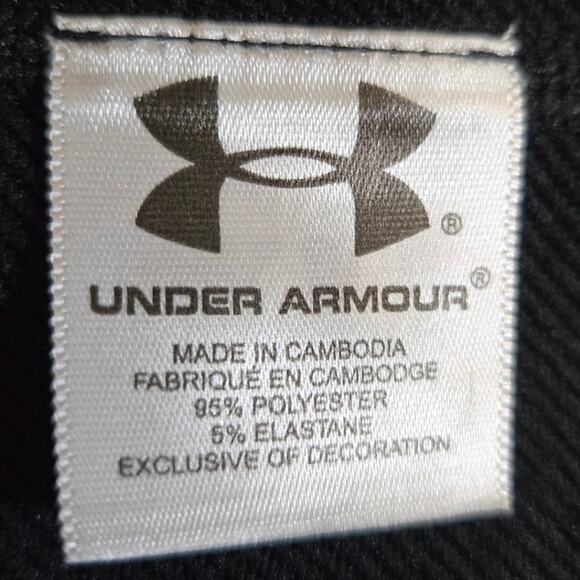 ®
UNDER ARMOUR®
MADE IN CAMBODIA
FABRIQUÉ EN CAMBODGE
95% POLYESTER
5% ELASTANE
EXCLUSIVE OF DECORATION